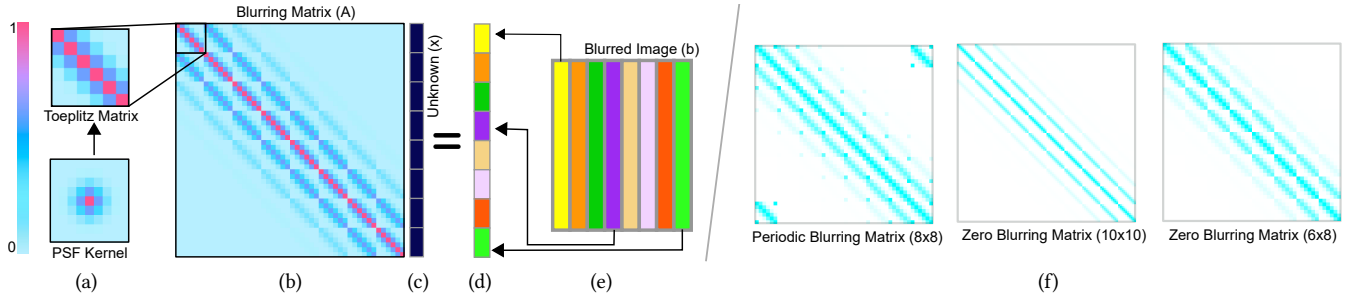 Blurring Matrix (A)
1
0
Toeplitz Matrix
PSF Kernel
Unknown (x)
=
Blurred Image (b)
Periodic Blurring Matrix (8x8)
Zero Blurring Matrix (10x10)
Zero Blurring Matrix (6x8)
(a)
(b)
(c)
(d)
(e)
(f)